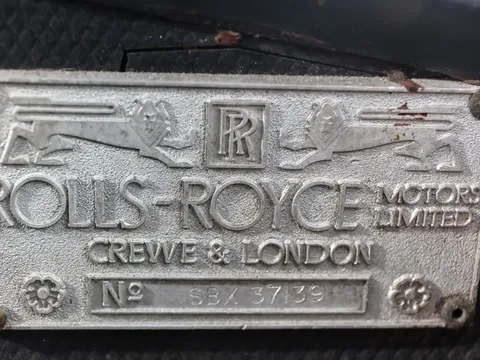 RR
ROLLS-ROYCE MOTORS LIMITED
CREWE & LONDON
Nº SBX 37139